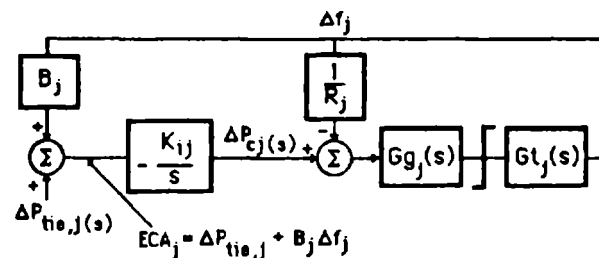 Δf_j
B_j
1
R_j
+
Σ
+
- K_ij
s
ΔP_cj(s)
-
+
Σ
Gg_j(s)
Gt_j(s)
ΔP_tie,j(s)
ECA_j = ΔP_tie,j + B_j Δf_j